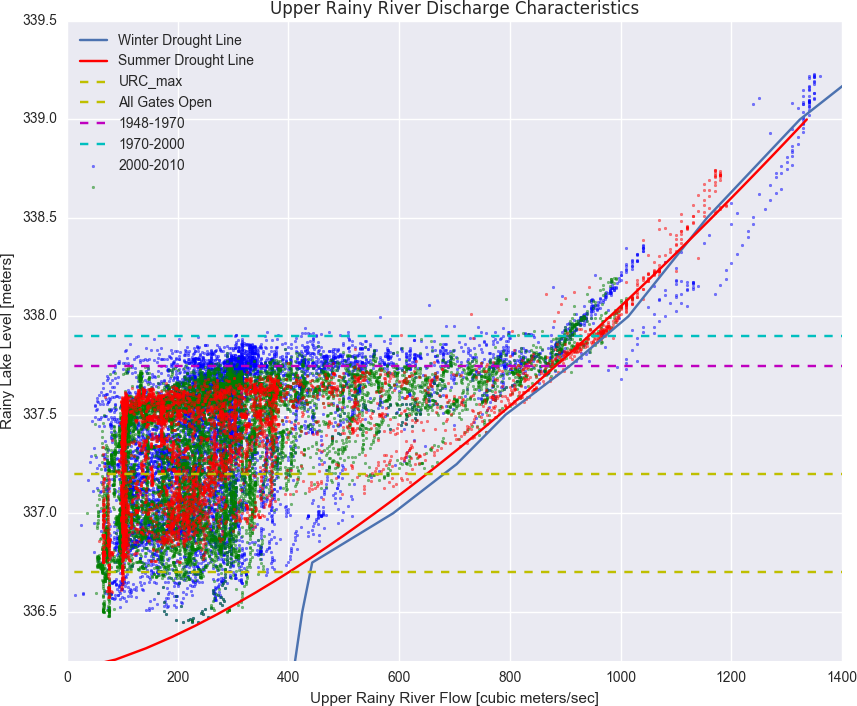 Upper Rainy River Discharge Characteristics
339.5
339.0
338.5
338.0
337.5
337.0
336.5
Rainy Lake Level [meters]
Winter Drought Line
Summer Drought Line
URC_max
All Gates Open
1948-1970
1970-2000
2000-2010
0 200 400 600 800 1000 1200 1400
Upper Rainy River Flow [cubic meters/sec]